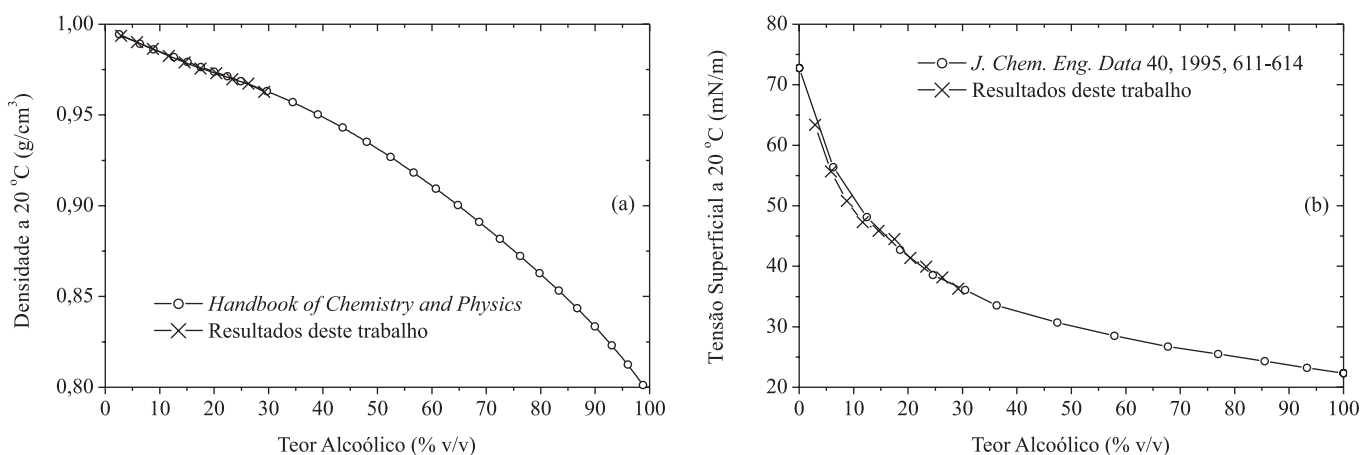 1,00
0,95
0,90
0,85
0,80
0 10 20 30 40 50 60 70 80 90 100
Densidade a 20 °C (g/cm³)
Teor Alcoólico (% v/v)
(a)
Handbook of Chemistry and Physics
Resultados deste trabalho
80
70
60
50
40
30
20
0 10 20 30 40 50 60 70 80 90 100
Tensão Superficial a 20 °C (mN/m)
Teor Alcoólico (% v/v)
(b)
J. Chem. Eng. Data 40, 1995, 611-614
Resultados deste trabalho